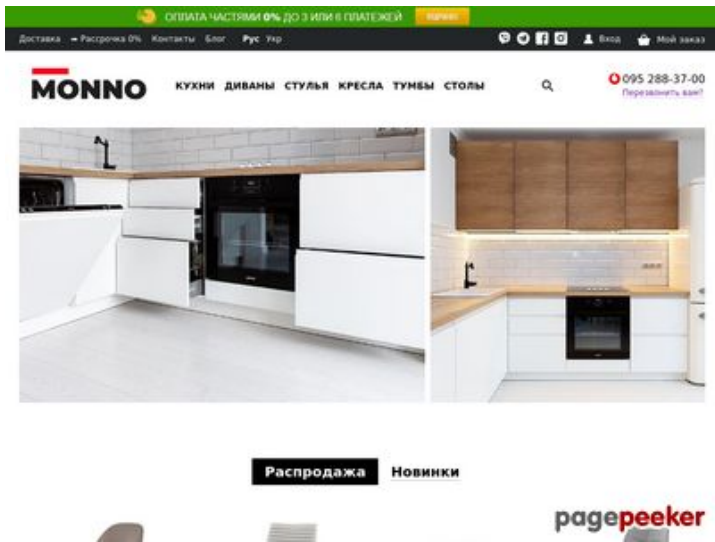 ОПЛАТА ЧАСТЯМИ 0% ДО 3 ИЛИ 6 ПЛАТЕЖЕЙ
Доставка Рассрочка 0% Контакты Блог Рус Укр Вход Мой заказ
MONNO КУХНИ ДИВАНЫ СТУЛЬЯ КРЕСЛА ТУМБЫ СТОЛЫ 095 288-37-00
Перезвонить вам?
Распродажа Новинки
pagepeeker